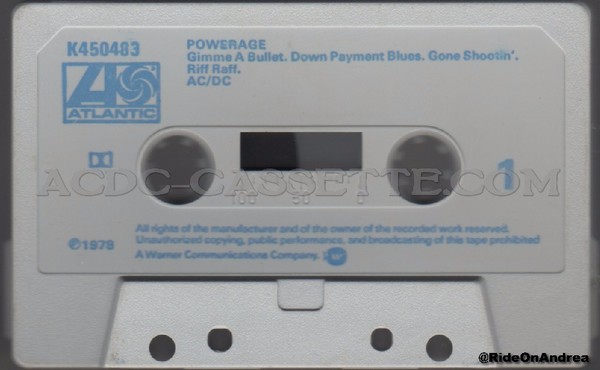 K450483
POWERAGE
Gimme A Bullet. Down Payment Blues. Gone Shootin'.
Riff Raff.
AC/DC
ATLANTIC
ACDC-CASSETTE.COM
1
100 50 0
All rights of the manufacturer and of the owner of the recorded work reserved.
Unauthorized copying, public performance, and broadcasting of this tape prohibited
℗1978
A Warner Communications Company.
@RideOnAndrea